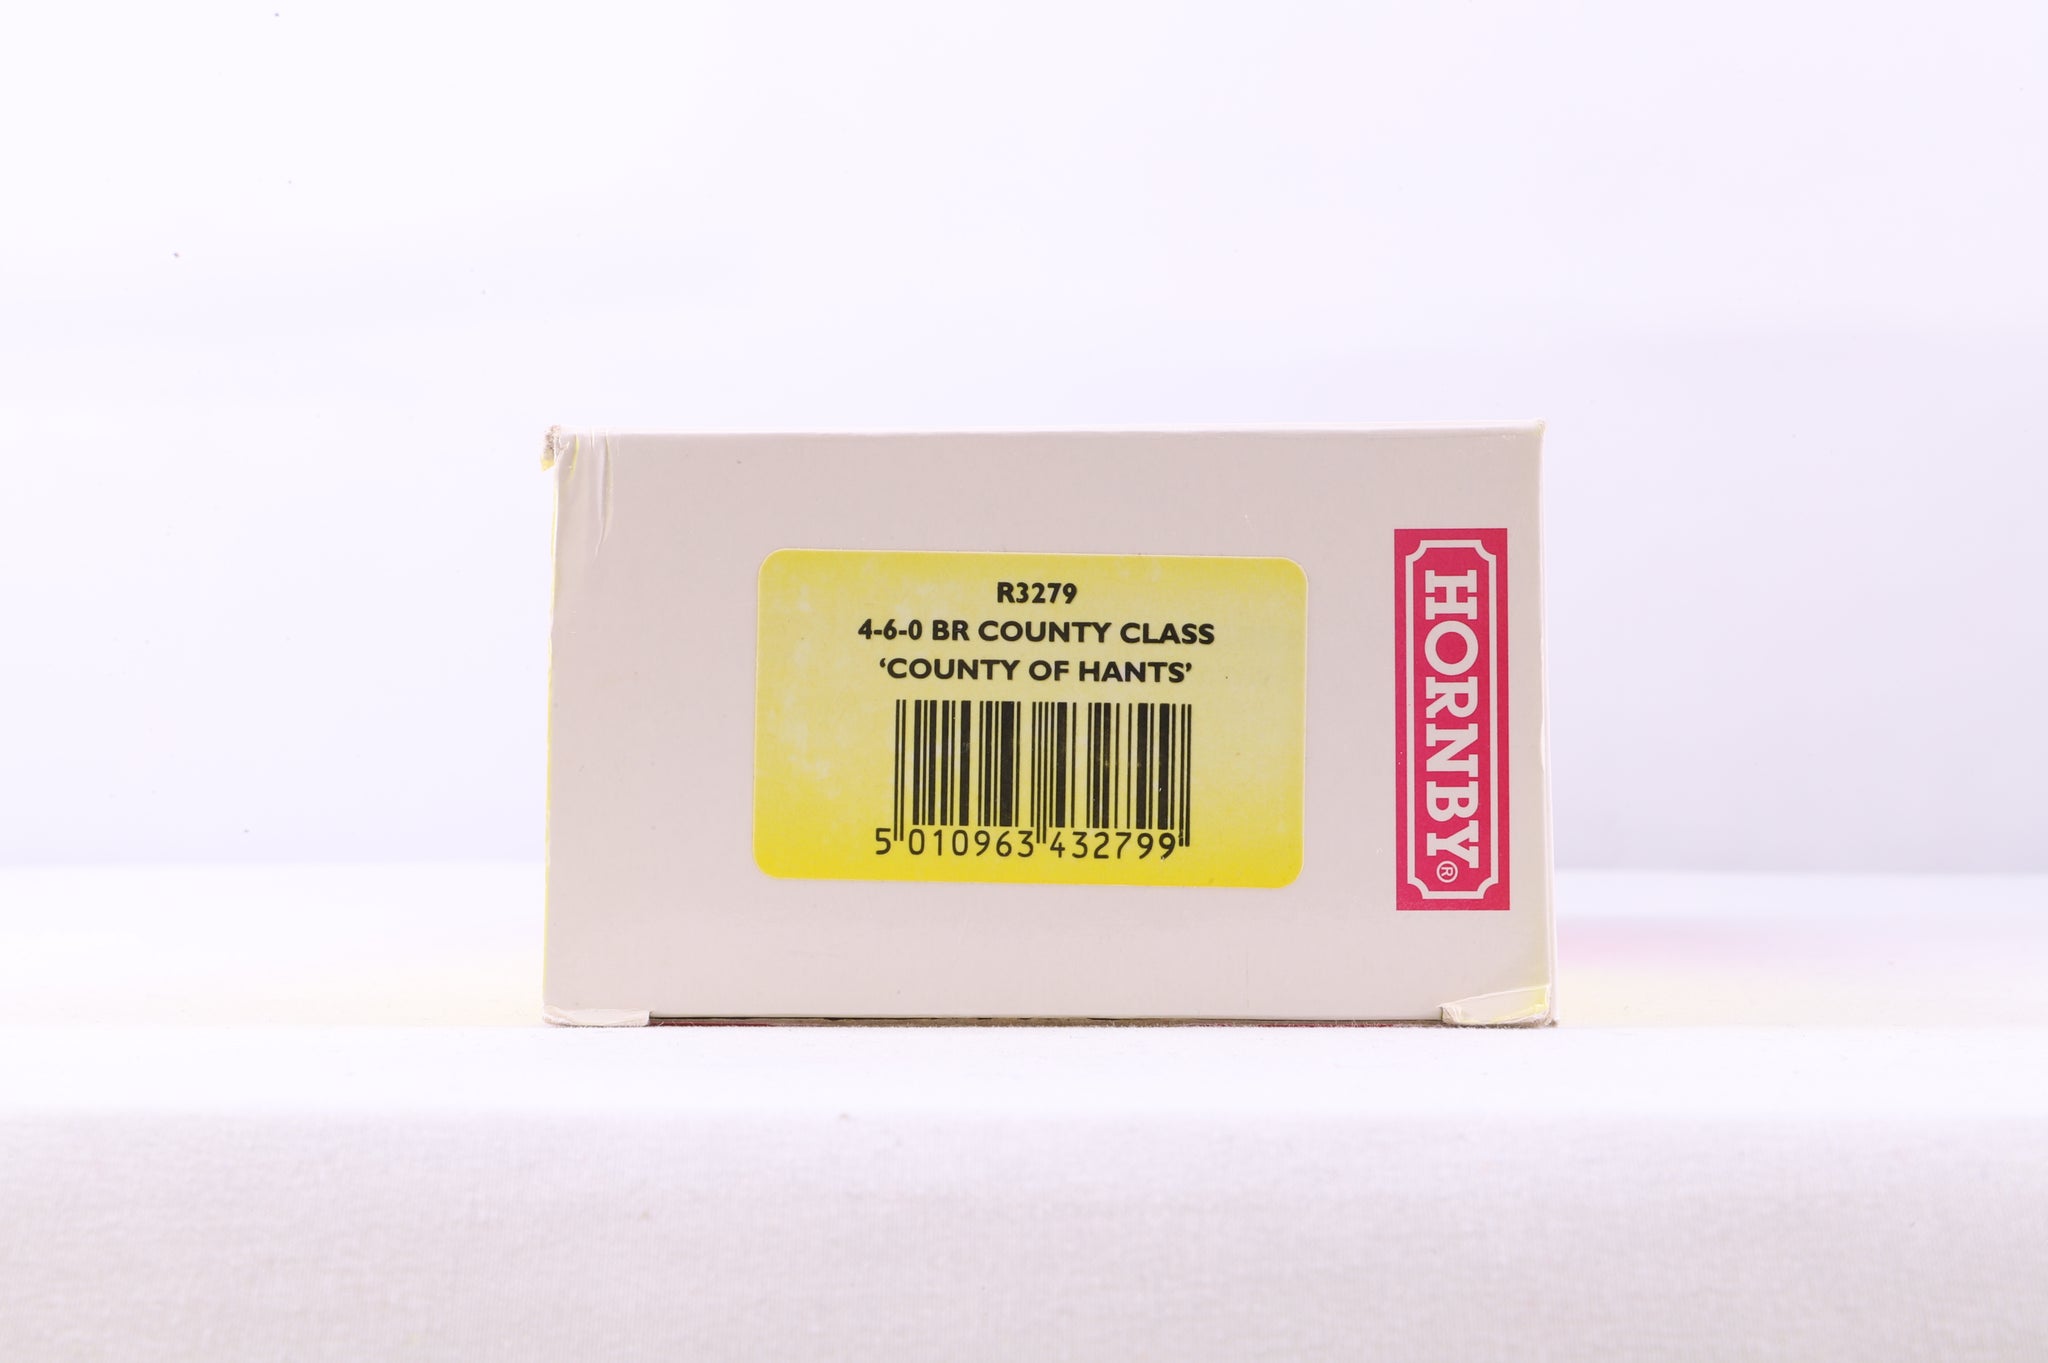 R3279
4-6-0 BR COUNTY CLASS
‘COUNTY OF HANTS’
5 010963 432799
HORNBY®